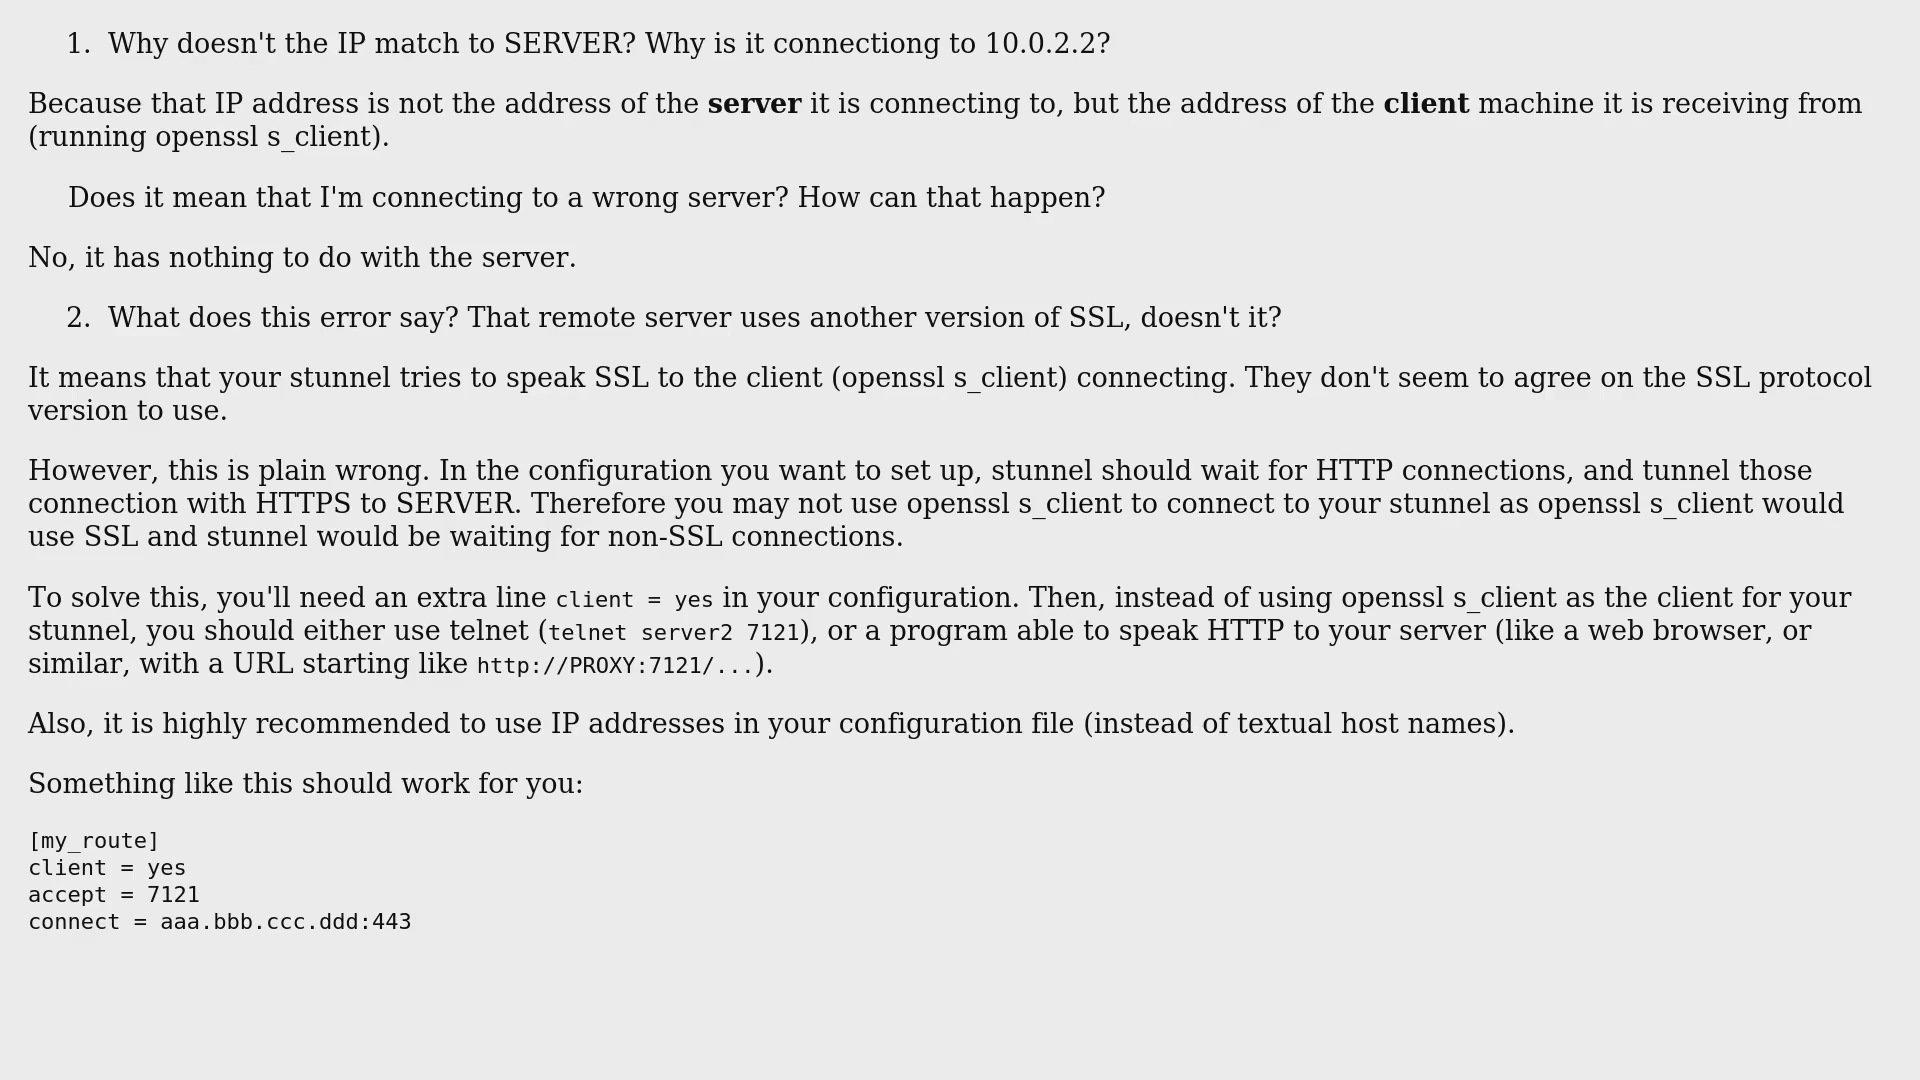 1. Why doesn't the IP match to SERVER? Why is it connectiong to 10.0.2.2?
Because that IP address is not the address of the server it is connecting to, but the address of the client machine it is receiving from
(running openssl s_client).
Does it mean that I'm connecting to a wrong server? How can that happen?
No, it has nothing to do with the server.
2. What does this error say? That remote server uses another version of SSL, doesn't it?
It means that your stunnel tries to speak SSL to the client (openssl s_client) connecting. They don't seem to agree on the SSL protocol
version to use.
However, this is plain wrong. In the configuration you want to set up, stunnel should wait for HTTP connections, and tunnel those
connection with HTTPS to SERVER. Therefore you may not use openssl s_client to connect to your stunnel as openssl s_client would
use SSL and stunnel would be waiting for non-SSL connections.
To solve this, you'll need an extra line client = yes in your configuration. Then, instead of using openssl s_client as the client for your
stunnel, you should either use telnet (telnet server2 7121), or a program able to speak HTTP to your server (like a web browser, or
similar, with a URL starting like http://PROXY:7121/...).
Also, it is highly recommended to use IP addresses in your configuration file (instead of textual host names).
Something like this should work for you:
[my_route]
client = yes
accept = 7121
connect = aaa.bbb.ccc.ddd:443